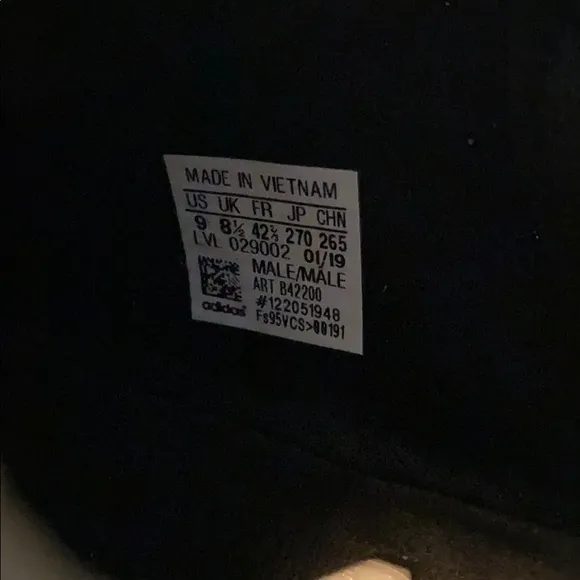 MADE IN VIETNAM
US UK FR JP CHN
9 8½ 42⅔ 270 265
LVL 029002 01/19
MALE/MALE
ART B42200
#122051948
adidas Fs95VCS>00191